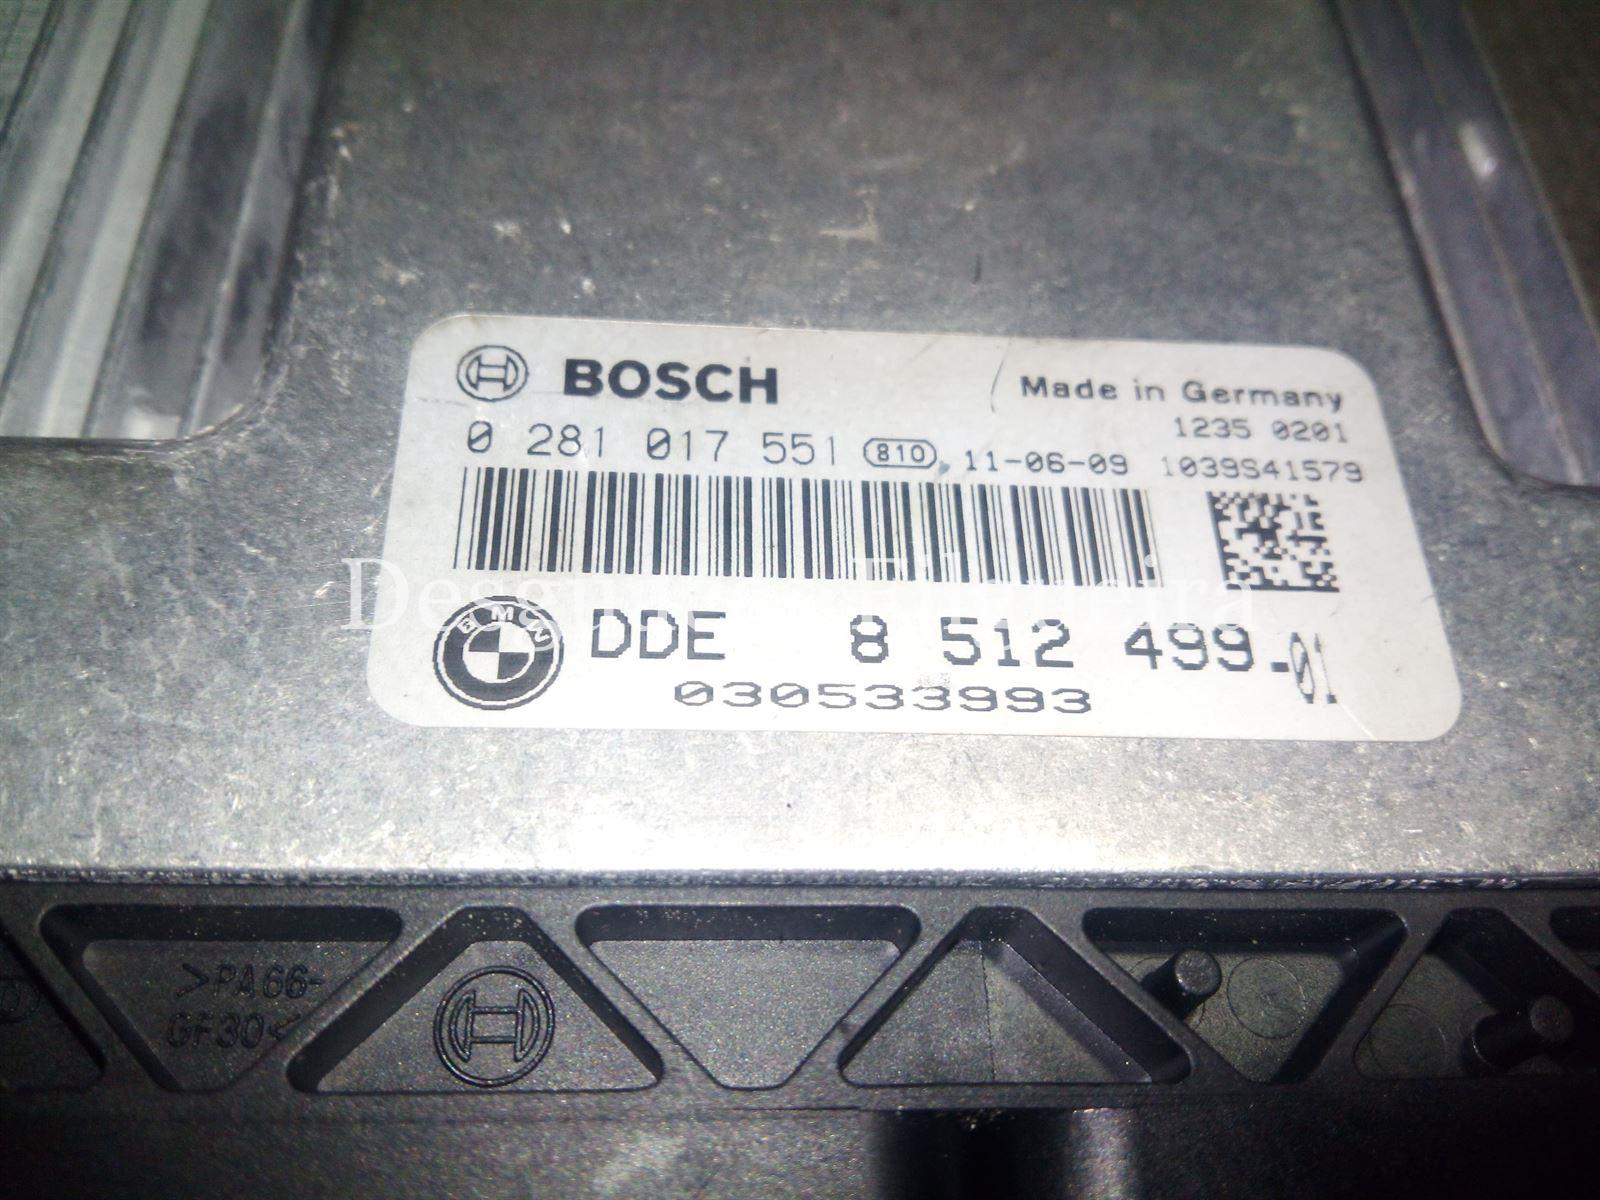 BOSCH
Made in Germany
1235 0201
0 281 017 551 810 11-06-09 1039S41579
BMW
DDE 8 512 499-01
030533993
>PA66-
GF30<